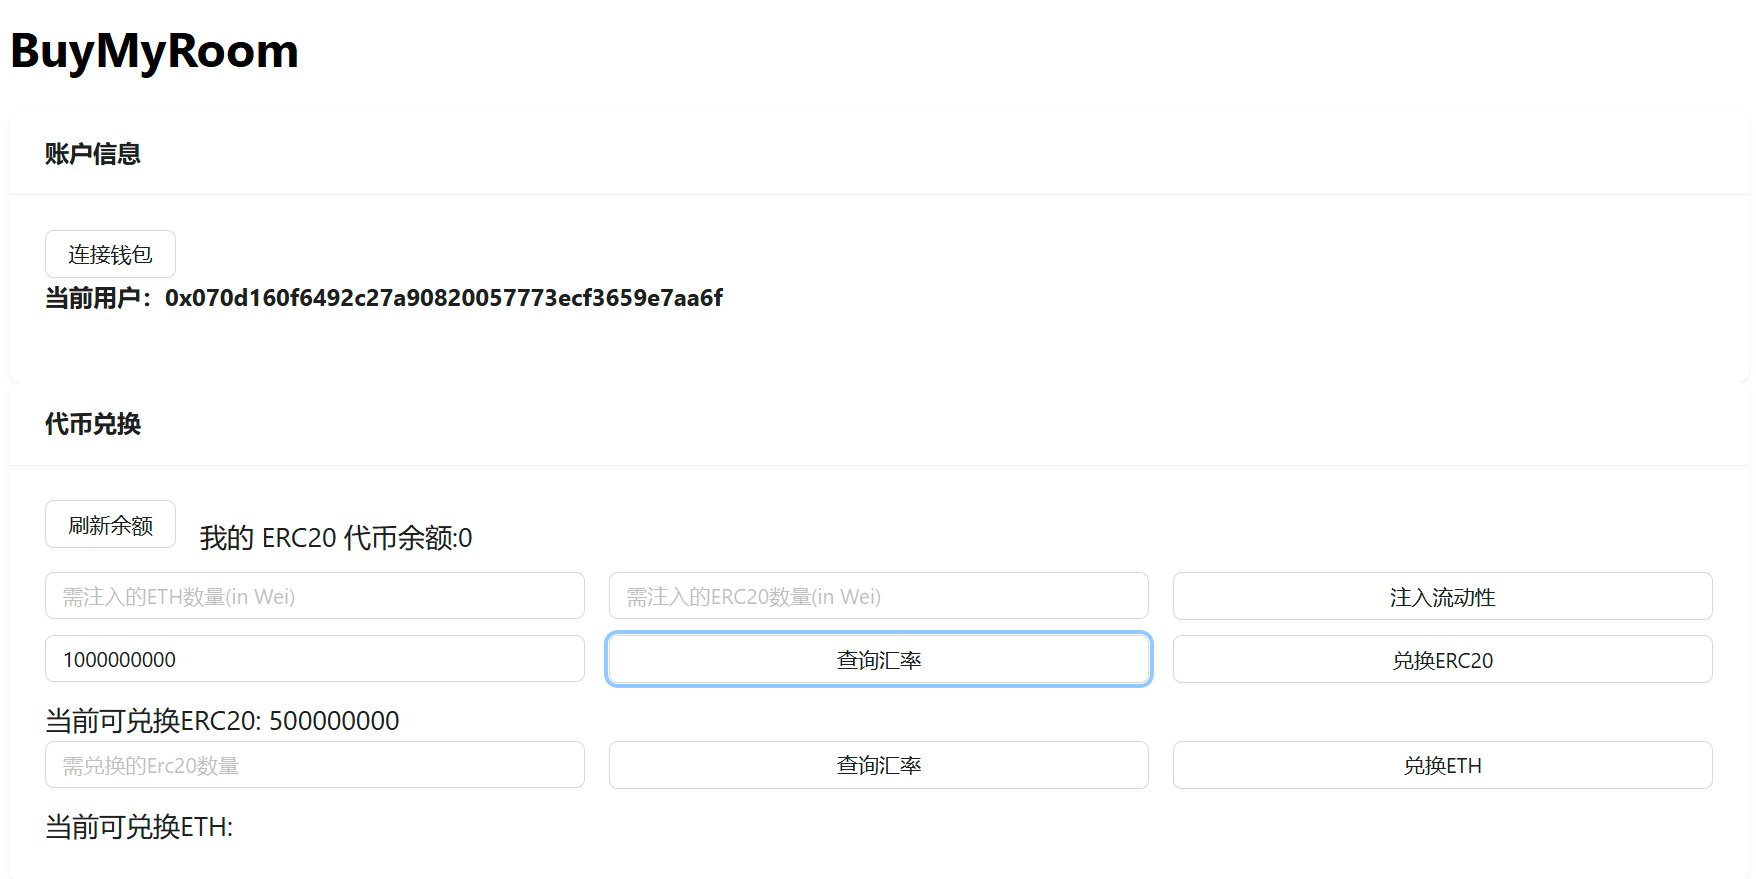 BuyMyRoom
账户信息
连接钱包
当前用户：0x070d160f6492c27a90820057773ecf3659e7aa6f
代币兑换
刷新余额 我的 ERC20 代币余额:0
需注入的ETH数量(in Wei) 需注入的ERC20数量(in Wei) 注入流动性
1000000000 查询汇率 兑换ERC20
当前可兑换ERC20: 500000000
需兑换的Erc20数量 查询汇率 兑换ETH
当前可兑换ETH: